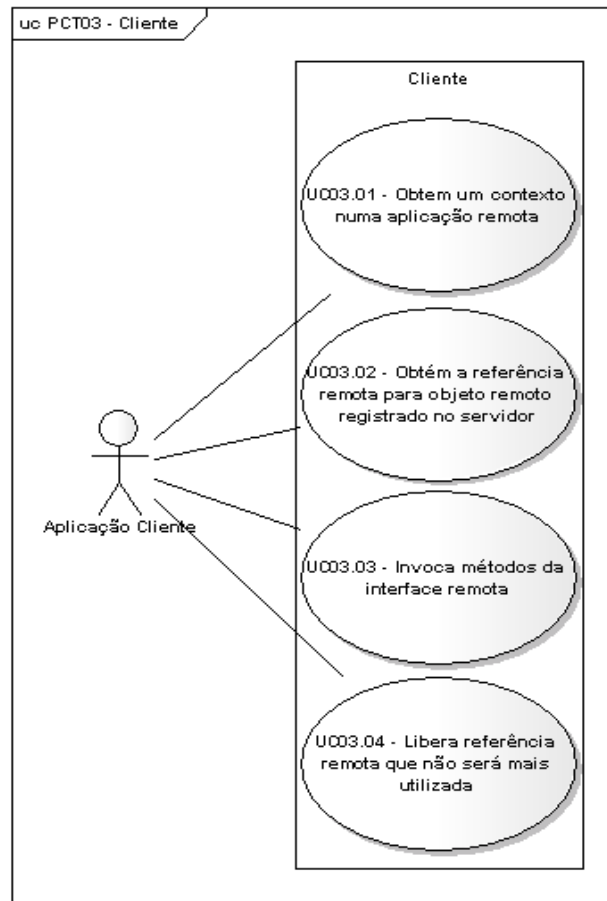 uc PCT03 - Cliente
Cliente
UC03.01 - Obtem um contexto
numa aplicação remota
UC03.02 - Obtém a referência
remota para objeto remoto
registrado no servidor
Aplicação Cliente
UC03.03 - Invoca métodos da
interface remota
UC03.04 - Libera referência
remota que não será mais
utilizada